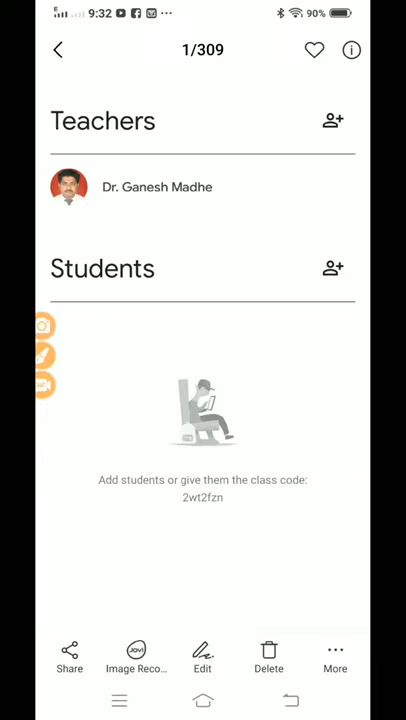 9:32
90%
1/309
Teachers
Dr. Ganesh Madhe
Students
Add students or give them the class code:
2wt2fzn
Share
JOVI
Image Reco...
Edit
Delete
More